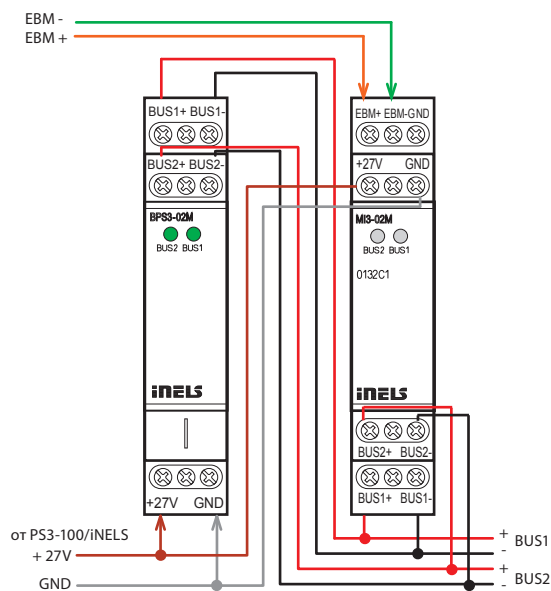 EBM -
EBM +
BUS1+ BUS1-
BUS2+ BUS2-
BPS3-02M
BUS2 BUS1
iNELS
+27V GND
EBM+ EBM- GND
+27V GND
MI3-02M
BUS2 BUS1
0132C1
iNELS
BUS2+ BUS2-
BUS1+ BUS1-
от PS3-100/iNELS
+ 27V
GND
+
- BUS1
+
- BUS2